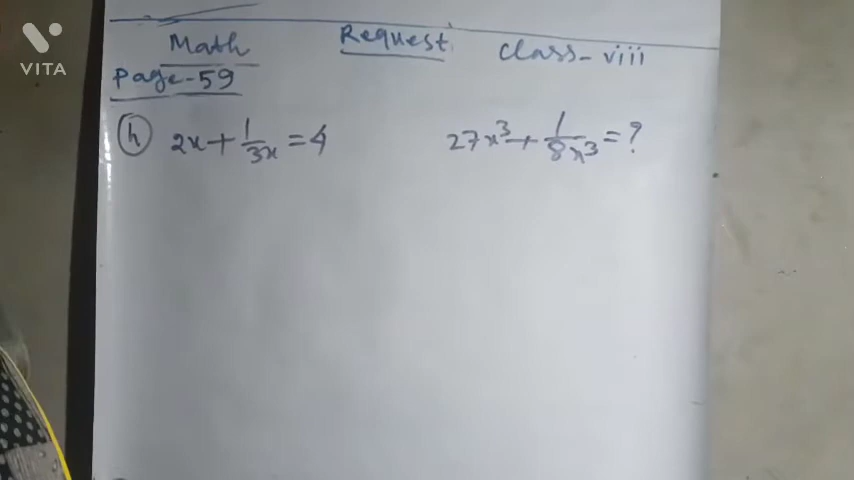 VITA
Math Request Class-viii
Page-59
(h) 2x + 1/3x = 4 27x³ + 1/8x³ = ?